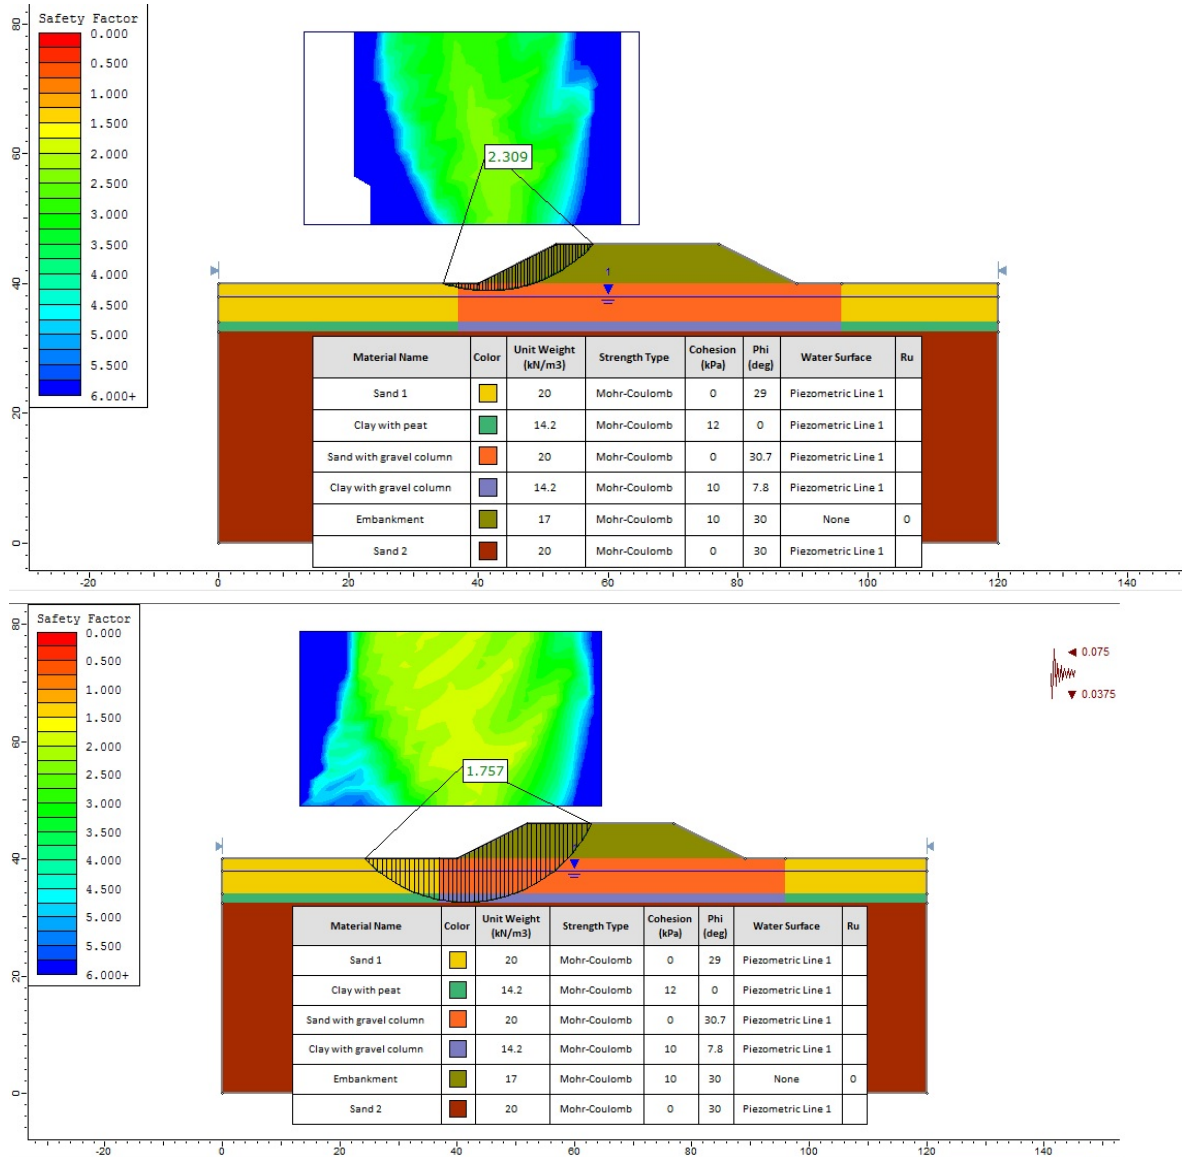 Safety Factor
0.000
0.500
1.000
1.500
2.000
2.500
3.000
3.500
4.000
4.500
5.000
5.500
6.000+
80
60
40
20
0
2.309
1
Material Name Color Unit Weight (kN/m3) Strength Type Cohesion (kPa) Phi (deg) Water Surface Ru
Sand 1 20 Mohr-Coulomb 0 29 Piezometric Line 1
Clay with peat 14.2 Mohr-Coulomb 12 0 Piezometric Line 1
Sand with gravel column 20 Mohr-Coulomb 0 30.7 Piezometric Line 1
Clay with gravel column 14.2 Mohr-Coulomb 10 7.8 Piezometric Line 1
Embankment 17 Mohr-Coulomb 10 30 None 0
Sand 2 20 Mohr-Coulomb 0 30 Piezometric Line 1
-20 0 20 40 60 80 100 120 140
Safety Factor
0.000
0.500
1.000
1.500
2.000
2.500
3.000
3.500
4.000
4.500
5.000
5.500
6.000+
80
60
40
20
0
0.075
0.0375
1.757
Material Name Color Unit Weight (kN/m3) Strength Type Cohesion (kPa) Phi (deg) Water Surface Ru
Sand 1 20 Mohr-Coulomb 0 29 Piezometric Line 1
Clay with peat 14.2 Mohr-Coulomb 12 0 Piezometric Line 1
Sand with gravel column 20 Mohr-Coulomb 0 30.7 Piezometric Line 1
Clay with gravel column 14.2 Mohr-Coulomb 10 7.8 Piezometric Line 1
Embankment 17 Mohr-Coulomb 10 30 None 0
Sand 2 20 Mohr-Coulomb 0 30 Piezometric Line 1
-20 0 20 40 60 80 100 120 140